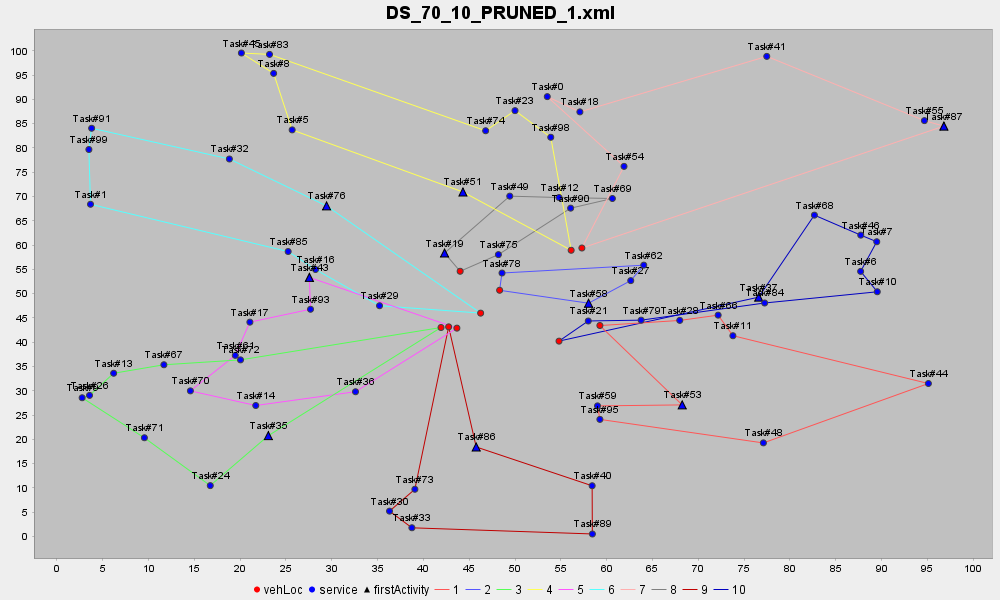 DS_70_10_PRUNED_1.xml
100
95
90
85
80
75
70
65
60
55
50
45
40
35
30
25
20
15
10
5
0
Task#45
Task#83
Task#8
Task#41
Task#0
Task#18
Task#23
Task#55
Task#87
Task#91
Task#5
Task#74
Task#98
Task#99
Task#32
Task#54
Task#51
Task#49
Task#12
Task#69
Task#90
Task#1
Task#76
Task#68
Task#46
Task#7
Task#85
Task#19
Task#75
Task#16
Task#43
Task#78
Task#62
Task#27
Task#6
Task#10
Task#58
Task#84
Task#29
Task#93
Task#17
Task#21
Task#79
Task#28
Task#66
Task#11
Task#61
Task#72
Task#67
Task#13
Task#26
Task#70
Task#14
Task#36
Task#44
Task#59
Task#53
Task#95
Task#71
Task#35
Task#48
Task#86
Task#24
Task#73
Task#40
Task#30
Task#33
Task#89
0 5 10 15 20 25 30 35 40 45 50 55 60 65 70 75 80 85 90 95 100
vehLoc service firstActivity 1 2 3 4 5 6 7 8 9 10